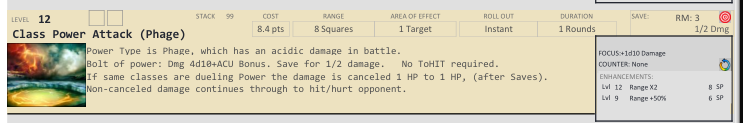 LEVEL 12 STACK 99 COST RANGE AREA OF EFFECT ROLL OUT DURATION SAVE: RM: 3
Class Power Attack (Phage) 8.4 pts 8 Squares 1 Target Instant 1 Rounds 1/2 Dmg
Power Type is Phage, which has an acidic damage in battle.
Bolt of power: Dmg 4d10+ACU Bonus. Save for 1/2 damage. No ToHIT required.
If same classes are dueling Power the damage is canceled 1 HP to 1 HP, (after Saves).
Non-canceled damage continues through to hit/hurt opponent.
FOCUS:+1d10 Damage
COUNTER: None
ENHANCEMENTS:
Lvl 12 Range X2 8 SP
Lvl 9 Range +50% 6 SP